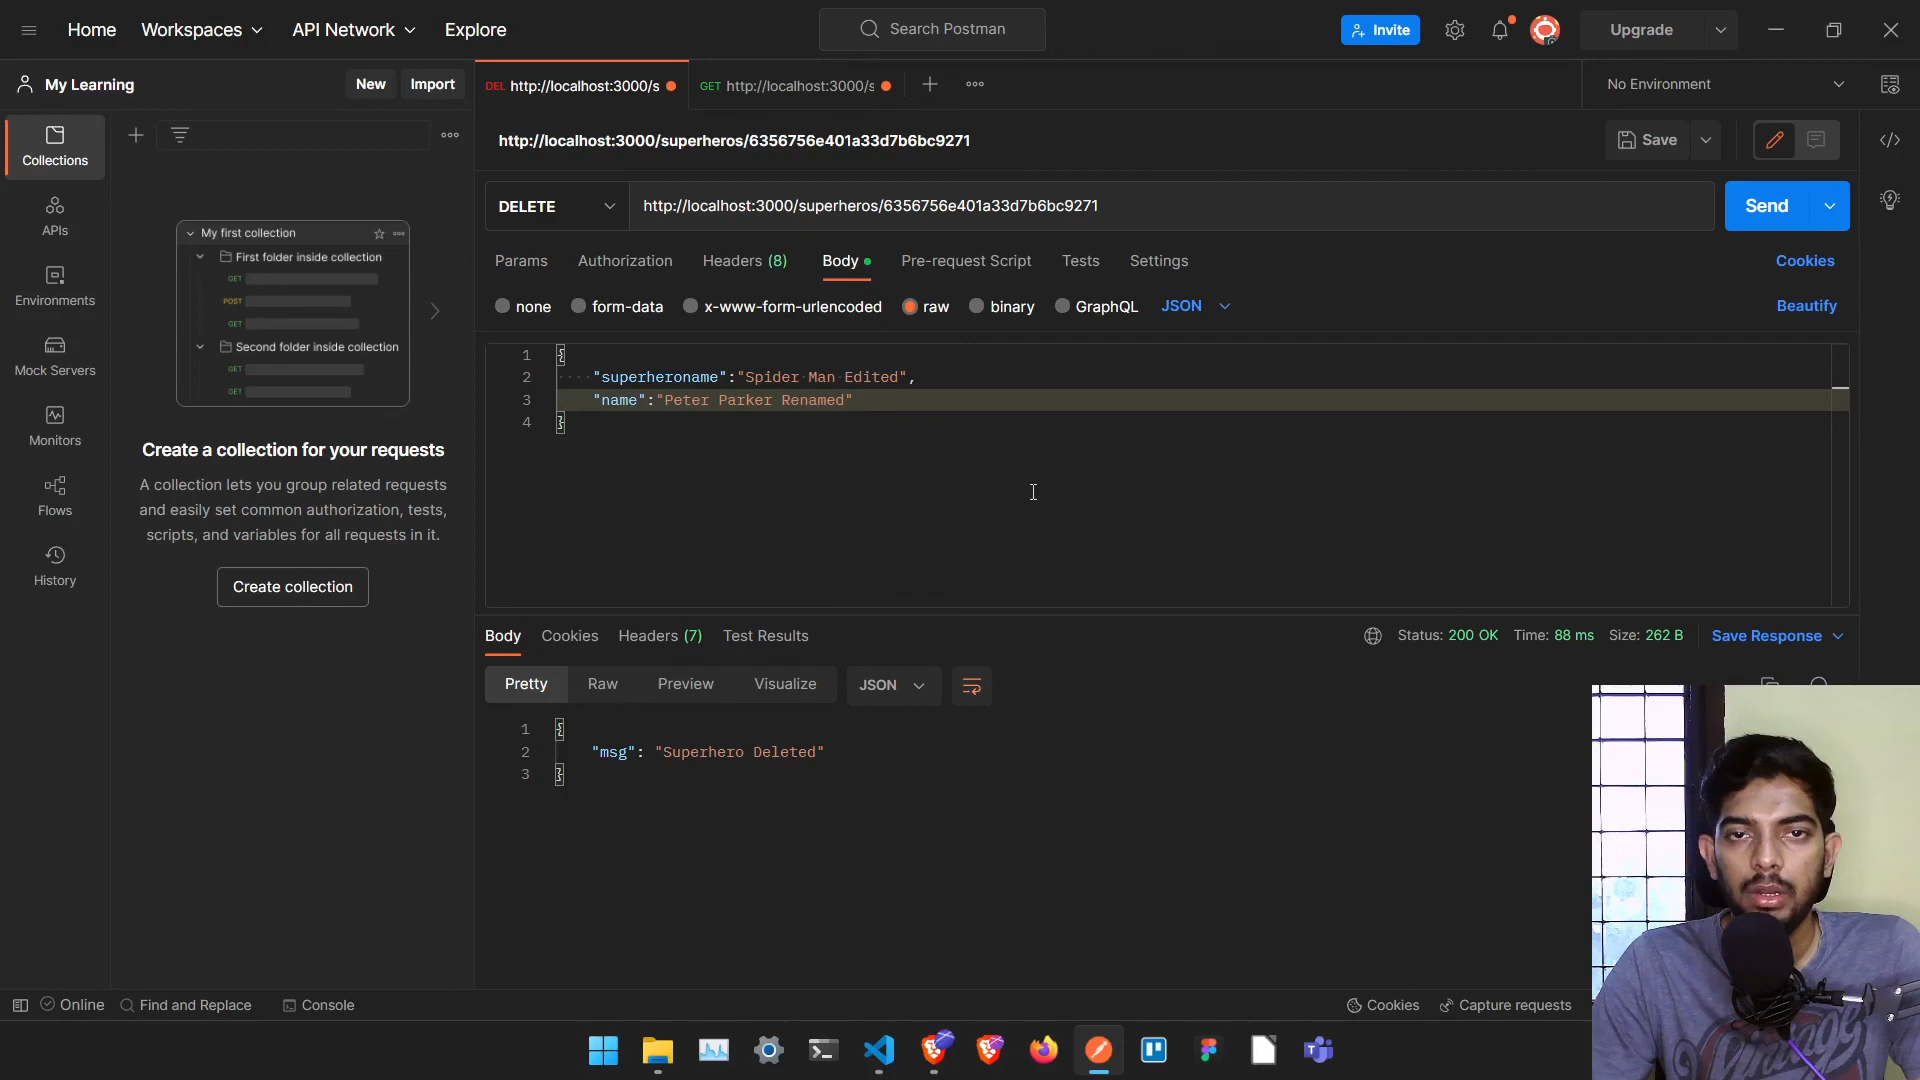 Home
Workspaces
API Network
Explore
Search Postman
Invite
Upgrade
My Learning
New
Import
DEL http://localhost:3000/s
GET http://localhost:3000/s
No Environment
Collections
APIs
Environments
Mock Servers
Monitors
Flows
History
My first collection
First folder inside collection
GET
POST
GET
Second folder inside collection
GET
GET
Create a collection for your requests
A collection lets you group related requests
and easily set common authorization, tests,
scripts, and variables for all requests in it.
Create collection
http://localhost:3000/superheros/6356756e401a33d7b6bc9271
Save
DELETE
http://localhost:3000/superheros/6356756e401a33d7b6bc9271
Send
Params
Authorization
Headers (8)
Body
Pre-request Script
Tests
Settings
Cookies
none
form-data
x-www-form-urlencoded
raw
binary
GraphQL
JSON
Beautify
1 {
2 "superheroname":"Spider Man Edited",
3 "name":"Peter Parker Renamed"
4 }
Body
Cookies
Headers (7)
Test Results
Status: 200 OK
Time: 88 ms
Size: 262 B
Save Response
Pretty
Raw
Preview
Visualize
JSON
1 {
2 "msg": "Superhero Deleted"
3 }
Online
Find and Replace
Console
Cookies
Capture requests